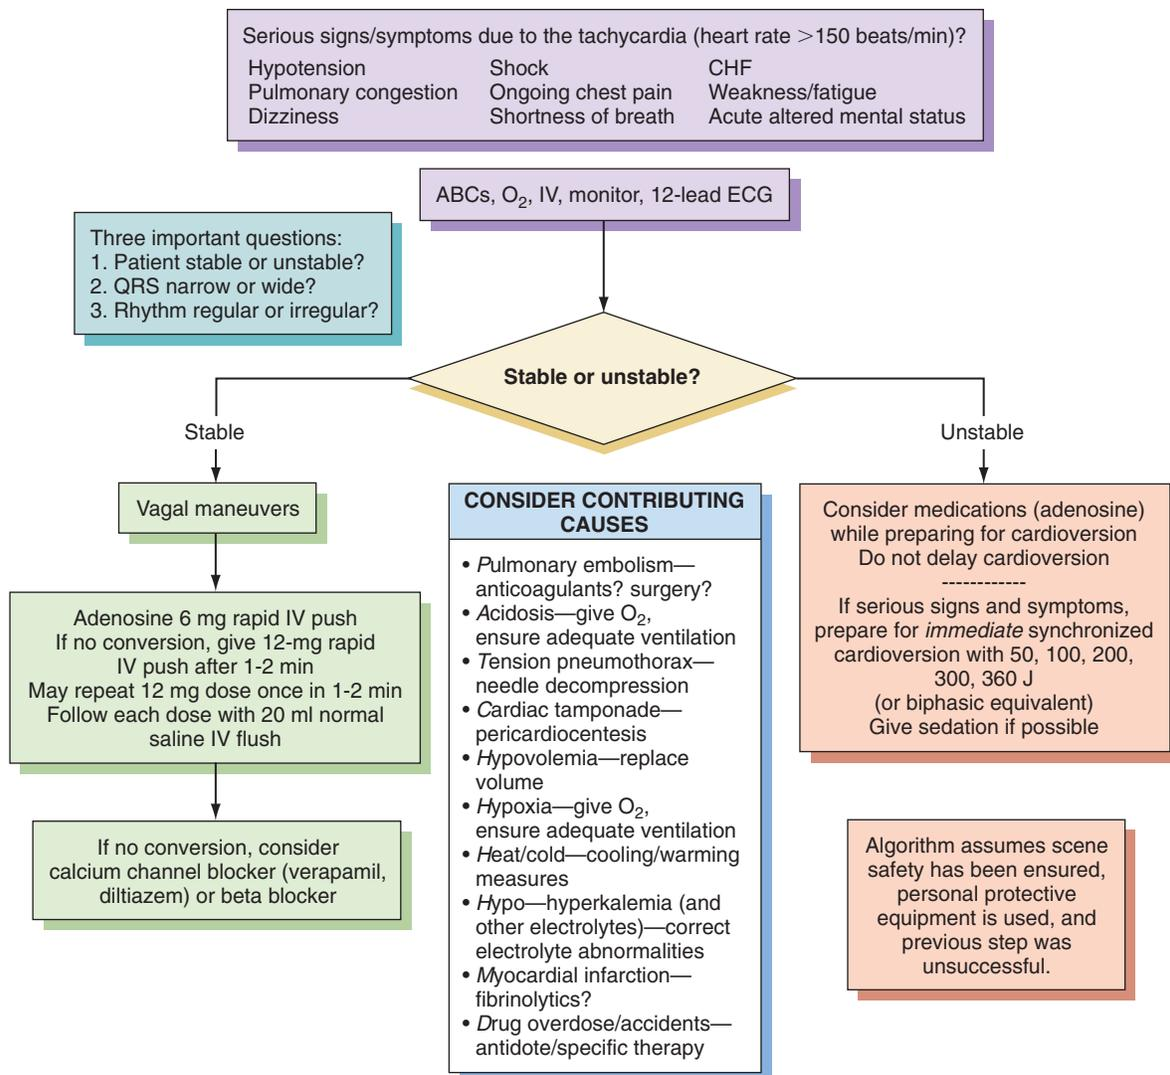 Serious signs/symptoms due to the tachycardia (heart rate >150 beats/min)?
Hypotension Shock CHF
Pulmonary congestion Ongoing chest pain Weakness/fatigue
Dizziness Shortness of breath Acute altered mental status
ABCs, O₂, IV, monitor, 12-lead ECG
Three important questions:
1. Patient stable or unstable?
2. QRS narrow or wide?
3. Rhythm regular or irregular?
Stable or unstable?
Stable
Unstable
Vagal maneuvers
Adenosine 6 mg rapid IV push
If no conversion, give 12-mg rapid
IV push after 1-2 min
May repeat 12 mg dose once in 1-2 min
Follow each dose with 20 ml normal
saline IV flush
If no conversion, consider
calcium channel blocker (verapamil,
diltiazem) or beta blocker
CONSIDER CONTRIBUTING
CAUSES
• Pulmonary embolism—
anticoagulants? surgery?
• Acidosis—give O₂,
ensure adequate ventilation
• Tension pneumothorax—
needle decompression
• Cardiac tamponade—
pericardiocentesis
• Hypovolemia—replace
volume
• Hypoxia—give O₂,
ensure adequate ventilation
• Heat/cold—cooling/warming
measures
• Hypo—hyperkalemia (and
other electrolytes)—correct
electrolyte abnormalities
• Myocardial infarction—
fibrinolytics?
• Drug overdose/accidents—
antidote/specific therapy
Consider medications (adenosine)
while preparing for cardioversion
Do not delay cardioversion
------------
If serious signs and symptoms,
prepare for immediate synchronized
cardioversion with 50, 100, 200,
300, 360 J
(or biphasic equivalent)
Give sedation if possible
Algorithm assumes scene
safety has been ensured,
personal protective
equipment is used, and
previous step was
unsuccessful.